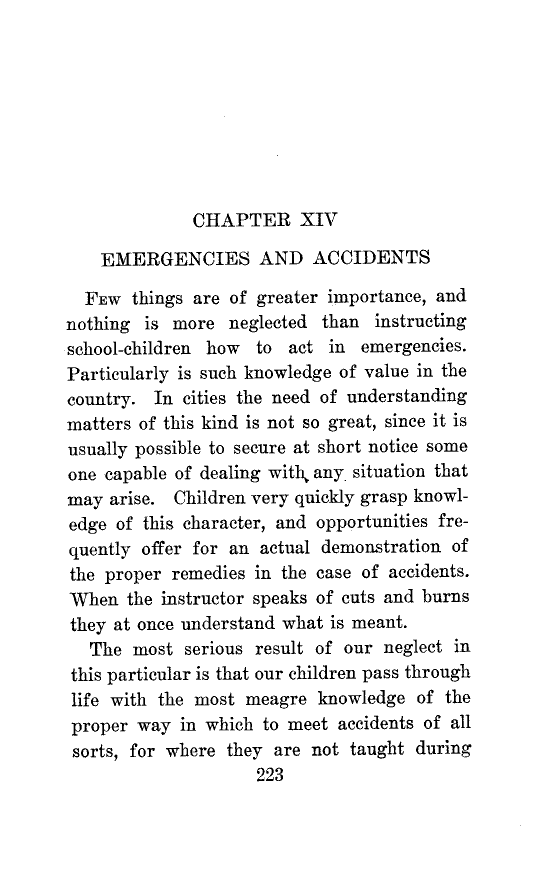 CHAPTER XIV
EMERGENCIES AND ACCIDENTS
Few things are of greater importance, and
nothing is more neglected than instructing
school-children how to act in emergencies.
Particularly is such knowledge of value in the
country. In cities the need of understanding
matters of this kind is not so great, since it is
usually possible to secure at short notice some
one capable of dealing with any situation that
may arise. Children very quickly grasp knowl-
edge of this character, and opportunities fre-
quently offer for an actual demonstration of
the proper remedies in the case of accidents.
When the instructor speaks of cuts and burns
they at once understand what is meant.
The most serious result of our neglect in
this particular is that our children pass through
life with the most meagre knowledge of the
proper way in which to meet accidents of all
sorts, for where they are not taught during
223